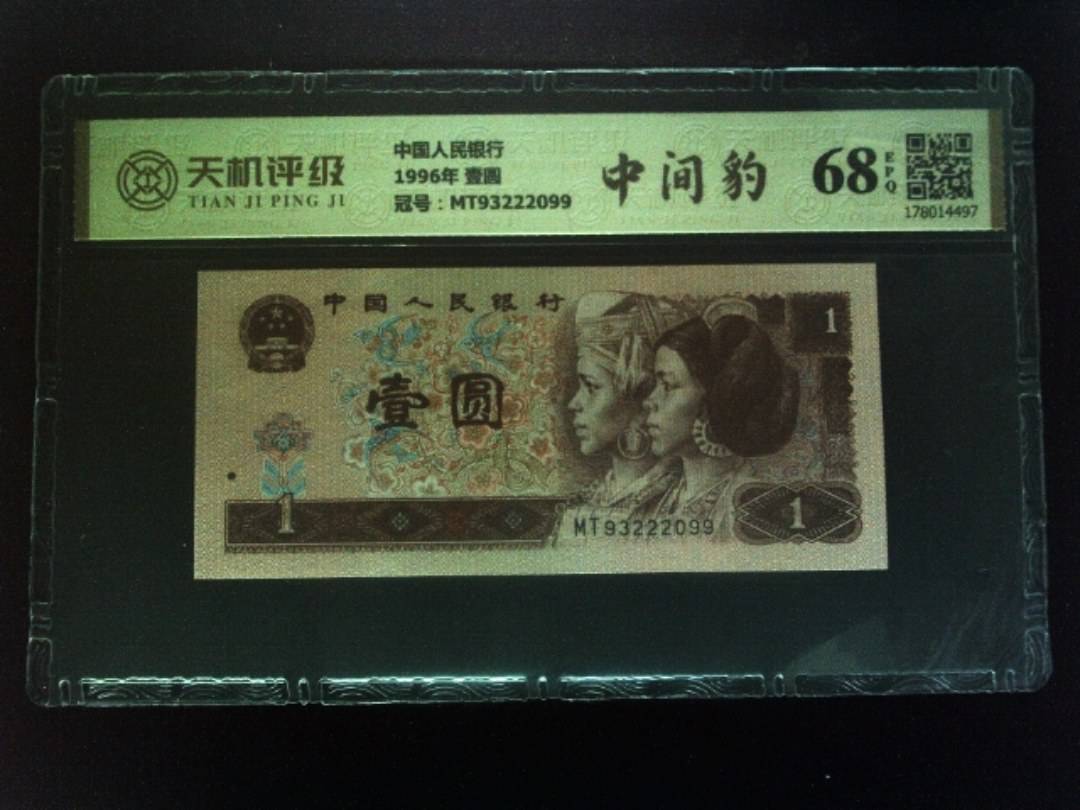 天机评级
TIAN JI PING JI
中国人民银行
1996年 壹圆
冠号：MT93222099
中间豹
68
EPQ
178014497
中国人民银行
1
壹圆
1
MT93222099
1